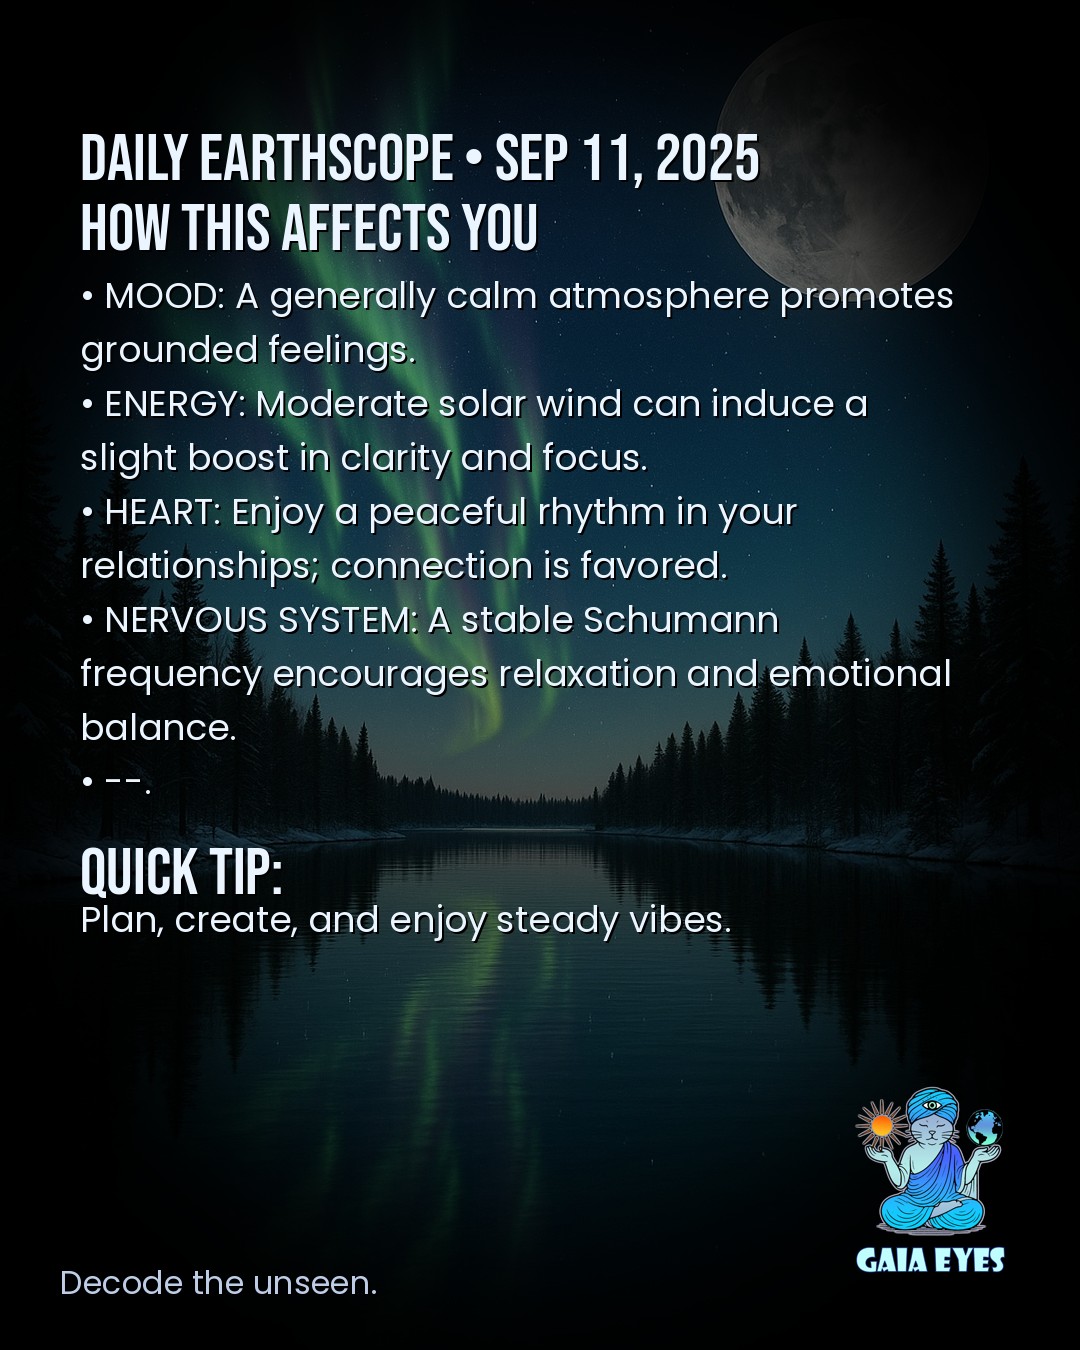 DAILY EARTHSCOPE • SEP 11, 2025
HOW THIS AFFECTS YOU
• MOOD: A generally calm atmosphere promotes
grounded feelings.
• ENERGY: Moderate solar wind can induce a
slight boost in clarity and focus.
• HEART: Enjoy a peaceful rhythm in your
relationships; connection is favored.
• NERVOUS SYSTEM: A stable Schumann
frequency encourages relaxation and emotional
balance.
• --.
QUICK TIP:
Plan, create, and enjoy steady vibes.
GAIA EYES
Decode the unseen.